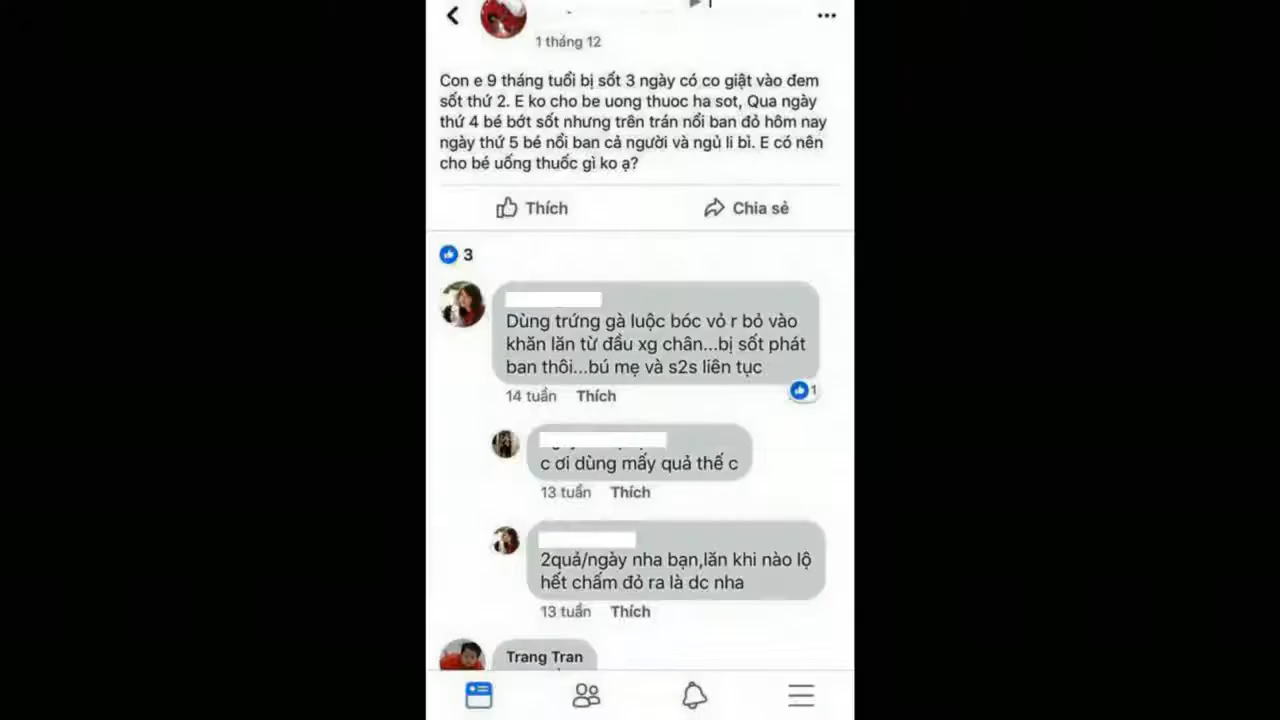 1 tháng 12
Con e 9 tháng tuổi bị sốt 3 ngày có co giật vào đem
sốt thứ 2. E ko cho be uong thuoc ha sot, Qua ngày
thứ 4 bé bớt sốt nhưng trên trán nổi ban đỏ hôm nay
ngày thứ 5 bé nổi ban cả người và ngủ li bì. E có nên
cho bé uống thuốc gì ko ạ?
Thích
Chia sẻ
3
Dùng trứng gà luộc bóc vỏ r bỏ vào
khăn lăn từ đầu xg chân...bị sốt phát
ban thôi...bú mẹ và s2s liên tục
14 tuần Thích
1
c ơi dùng mấy quả thế c
13 tuần Thích
2quả/ngày nha bạn,lăn khi nào lộ
hết chấm đỏ ra là dc nha
13 tuần Thích
Trang Tran